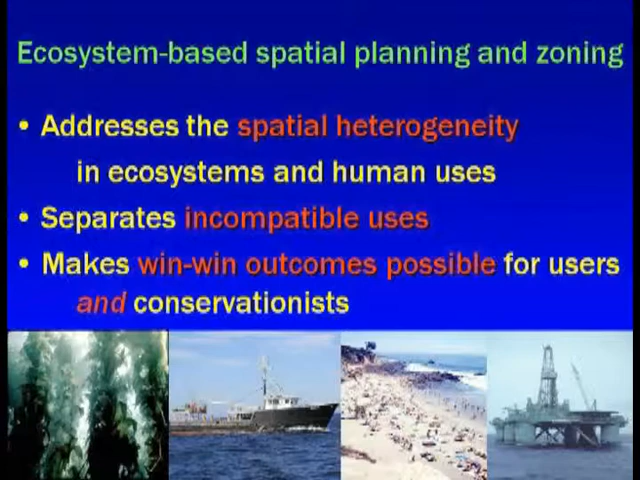 Ecosystem-based spatial planning and zoning
• Addresses the spatial heterogeneity
in ecosystems and human uses
• Separates incompatible uses
• Makes win-win outcomes possible for users
and conservationists